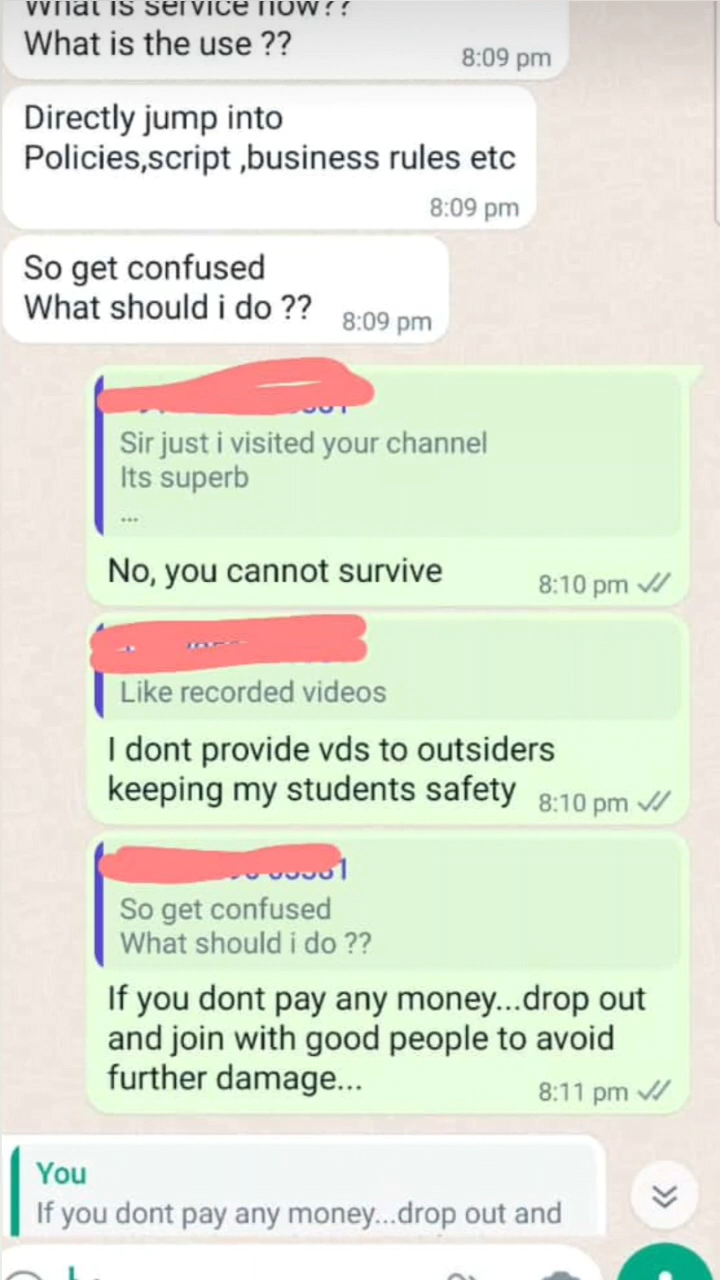 What is service now??
What is the use ??
8:09 pm
Directly jump into
Policies,script ,business rules etc
8:09 pm
So get confused
What should i do ??
8:09 pm
Sir just i visited your channel
Its superb
...
No, you cannot survive
8:10 pm
Like recorded videos
I dont provide vds to outsiders
keeping my students safety
8:10 pm
So get confused
What should i do ??
If you dont pay any money...drop out
and join with good people to avoid
further damage...
8:11 pm
You
If you dont pay any money...drop out and